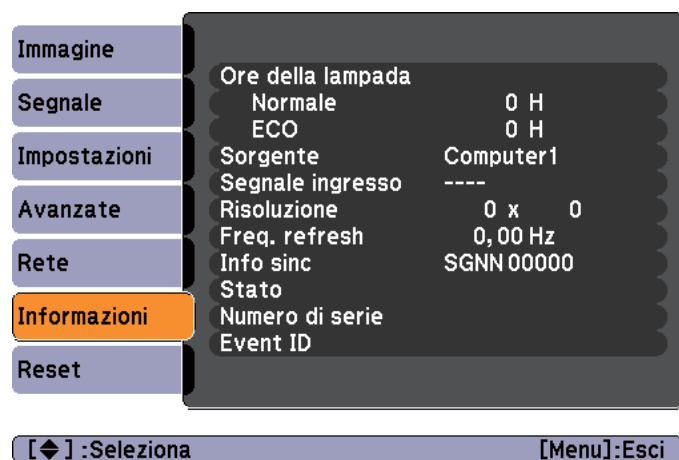 Immagine
Segnale
Impostazioni
Avanzate
Rete
Informazioni
Reset
Ore della lampada
Normale 0 H
ECO 0 H
Sorgente Computer1
Segnale ingresso ----
Risoluzione 0 x 0
Freq. refresh 0,00 Hz
Info sinc SGNN 00000
Stato
Numero di serie
Event ID
[◆] :Seleziona [Menu]:Esci